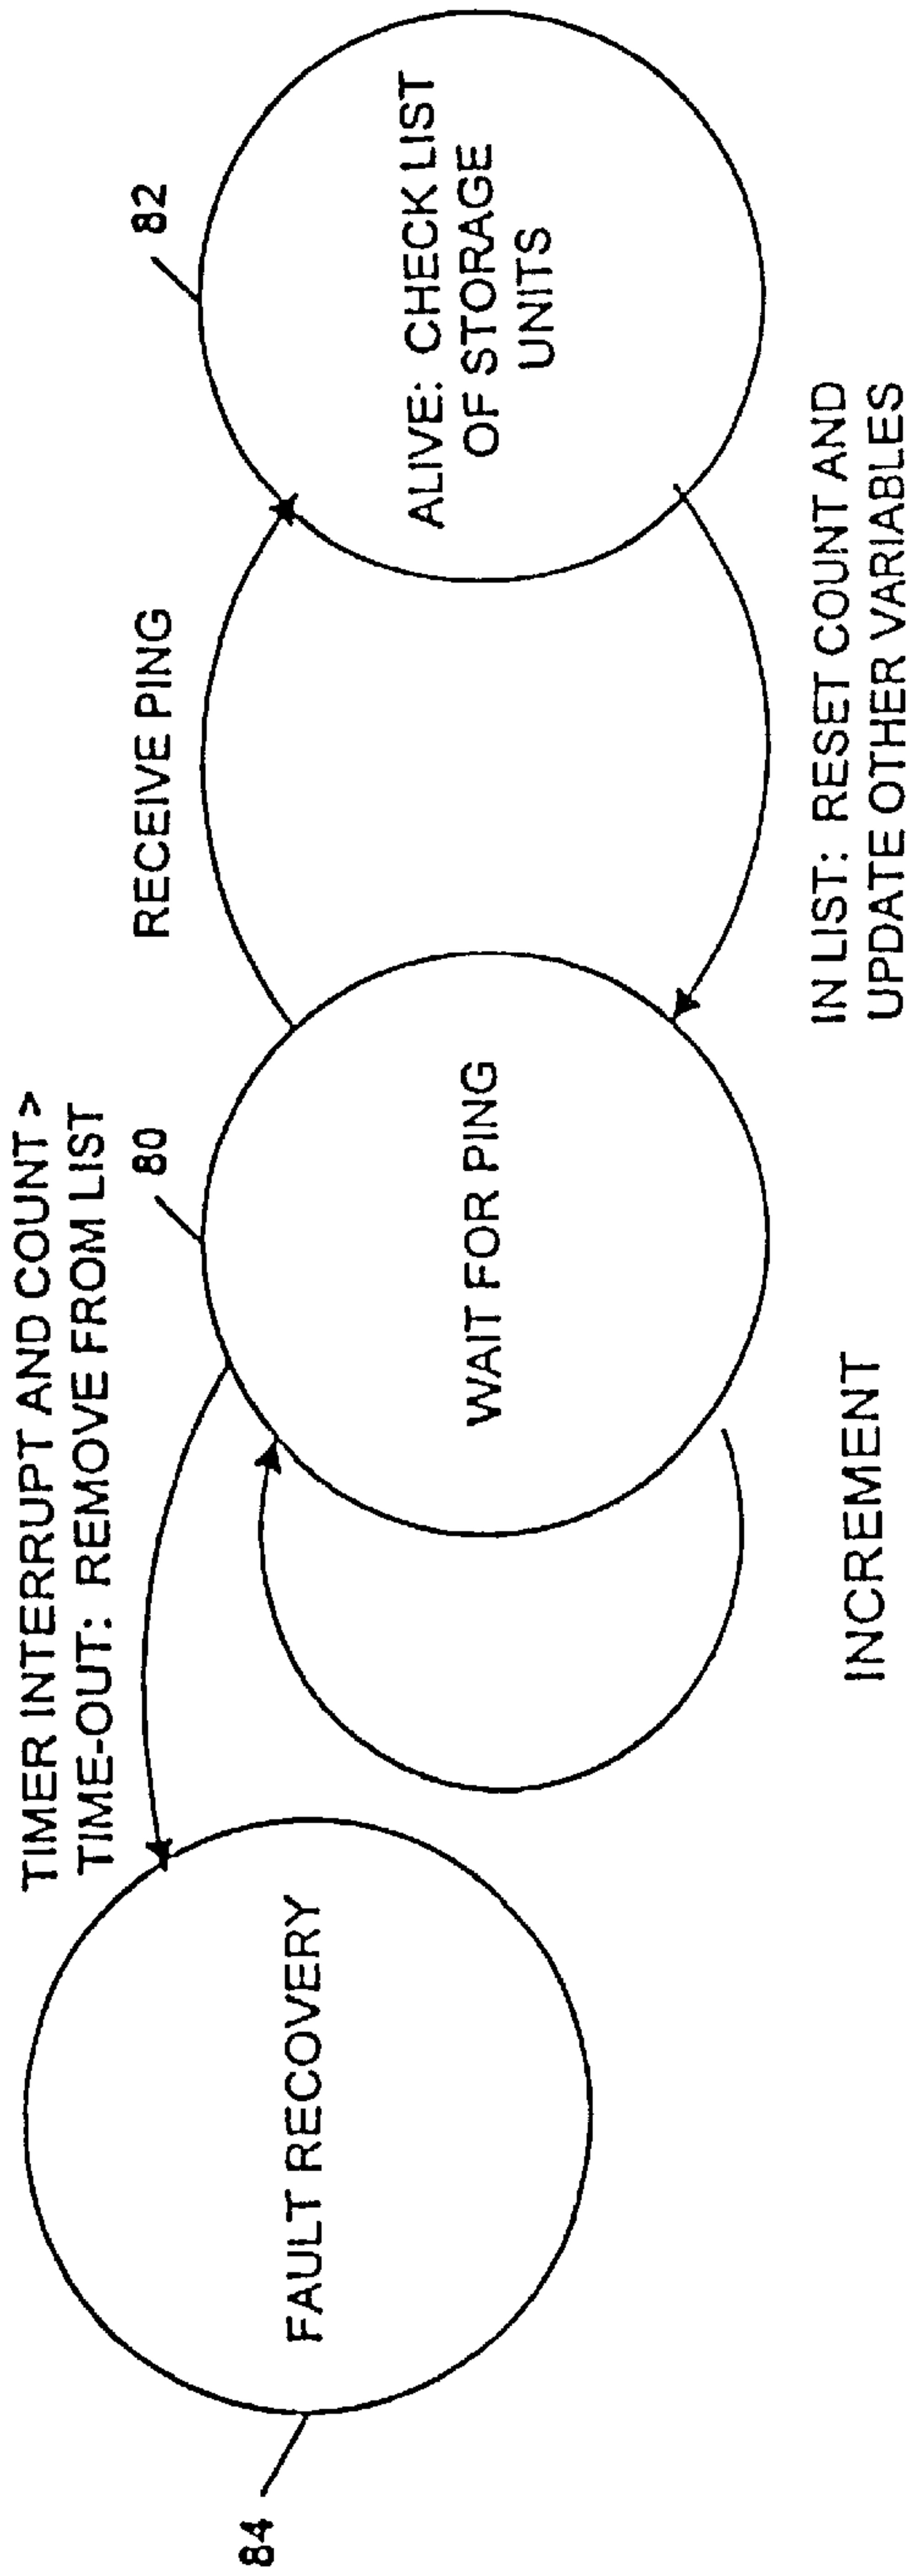 TIMER INTERRUPT AND COUNT >
TIME-OUT: REMOVE FROM LIST
80
RECEIVE PING
82
84
FAULT RECOVERY
WAIT FOR PING
ALIVE: CHECK LIST
OF STORAGE
UNITS
INCREMENT
IN LIST: RESET COUNT AND
UPDATE OTHER VARIABLES